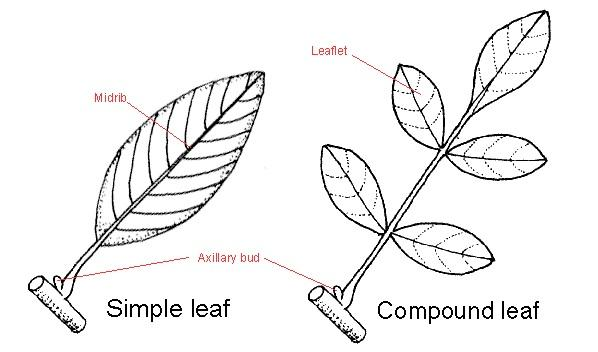 Leaflet
Midrib
Axillary bud
Simple leaf
Compound leaf